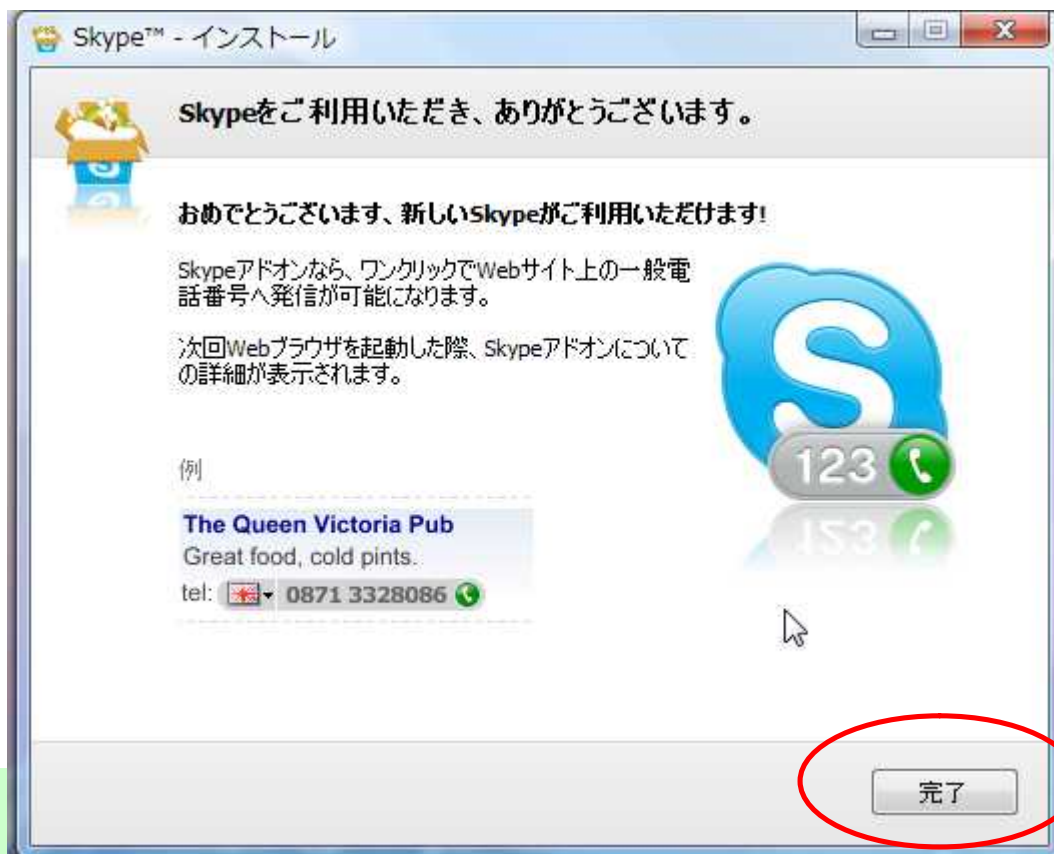 Skype™ - インストール
Skypeをご利用いただき、ありがとうございます。
おめでとうございます、新しいSkypeがご利用いただけます!
Skypeアドオンなら、ワンクリックでWebサイト上の一般電
話番号へ発信が可能になります。
次回Webブラウザを起動した際、Skypeアドオンについて
の詳細が表示されます。
例
The Queen Victoria Pub
Great food, cold pints.
tel: 0871 3328086
S
123
完了